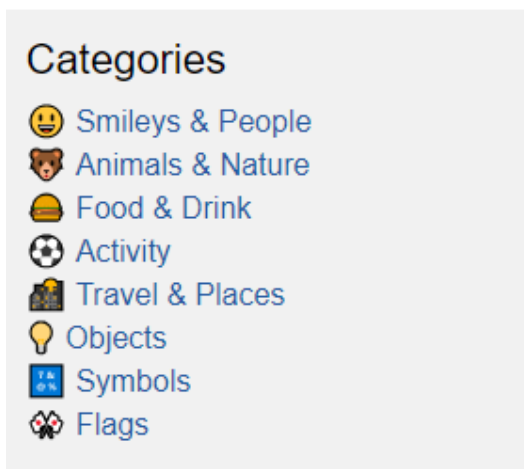 Categories
😃 Smileys & People
🐻 Animals & Nature
🍔 Food & Drink
⚽ Activity
🌇 Travel & Places
💡 Objects
🔣 Symbols
🎌 Flags